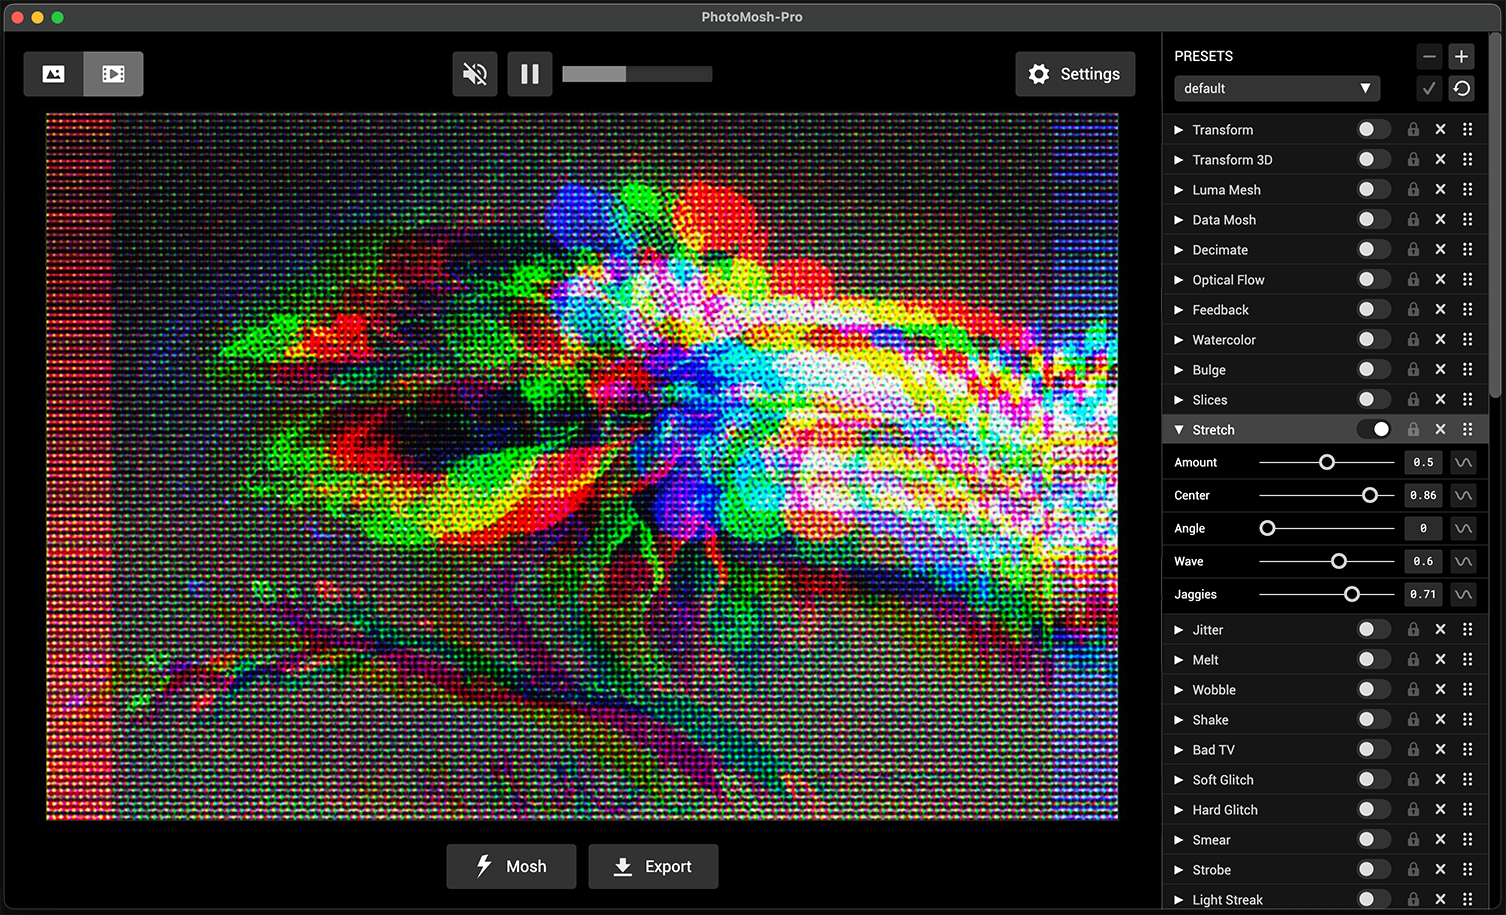 PhotoMosh-Pro
Settings
PRESETS
default
Transform
Transform 3D
Luma Mesh
Data Mosh
Decimate
Optical Flow
Feedback
Watercolor
Bulge
Slices
Stretch
Amount 0.5
Center 0.86
Angle 0
Wave 0.6
Jaggies 0.71
Jitter
Melt
Wobble
Shake
Bad TV
Soft Glitch
Hard Glitch
Smear
Strobe
Light Streak
Mosh
Export